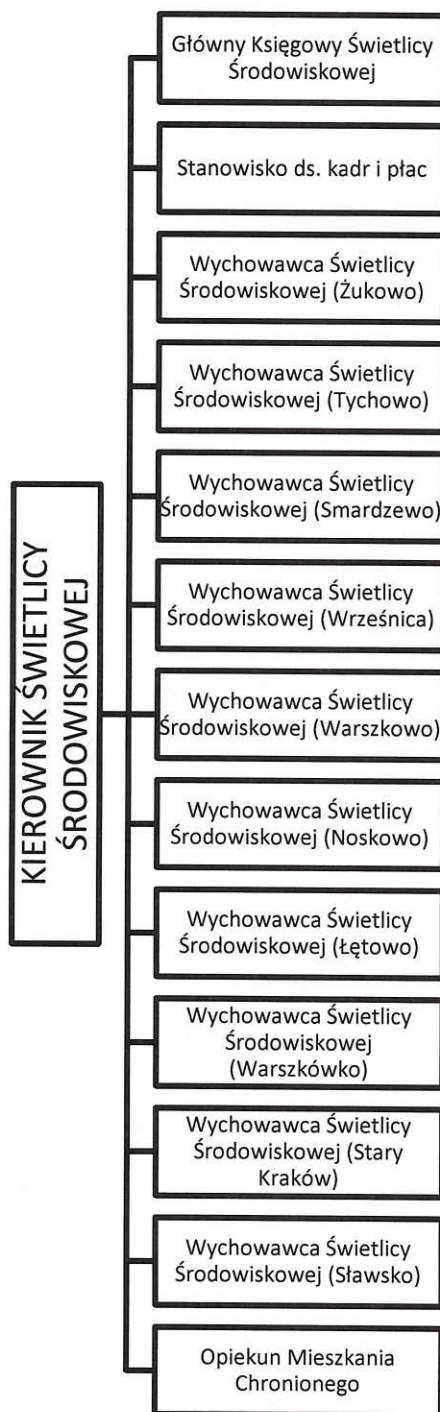 KIEROWNIK ŚWIETLICY
ŚRODOWISKOWEJ
Główny Księgowy Świetlicy
Środowiskowej
Stanowisko ds. kadr i płac
Wychowawca Świetlicy
Środowiskowej (Żukowo)
Wychowawca Świetlicy
Środowiskowej (Tychowo)
Wychowawca Świetlicy
Środowiskowej (Smardzewo)
Wychowawca Świetlicy
Środowiskowej (Wrześnica)
Wychowawca Świetlicy
Środowiskowej (Warszkowo)
Wychowawca Świetlicy
Środowiskowej (Noskowo)
Wychowawca Świetlicy
Środowiskowej (Łętowo)
Wychowawca Świetlicy
Środowiskowej
(Warszkówko)
Wychowawca Świetlicy
Środowiskowej (Stary
Kraków)
Wychowawca Świetlicy
Środowiskowej (Sławsko)
Opiekun Mieszkania
Chronionego